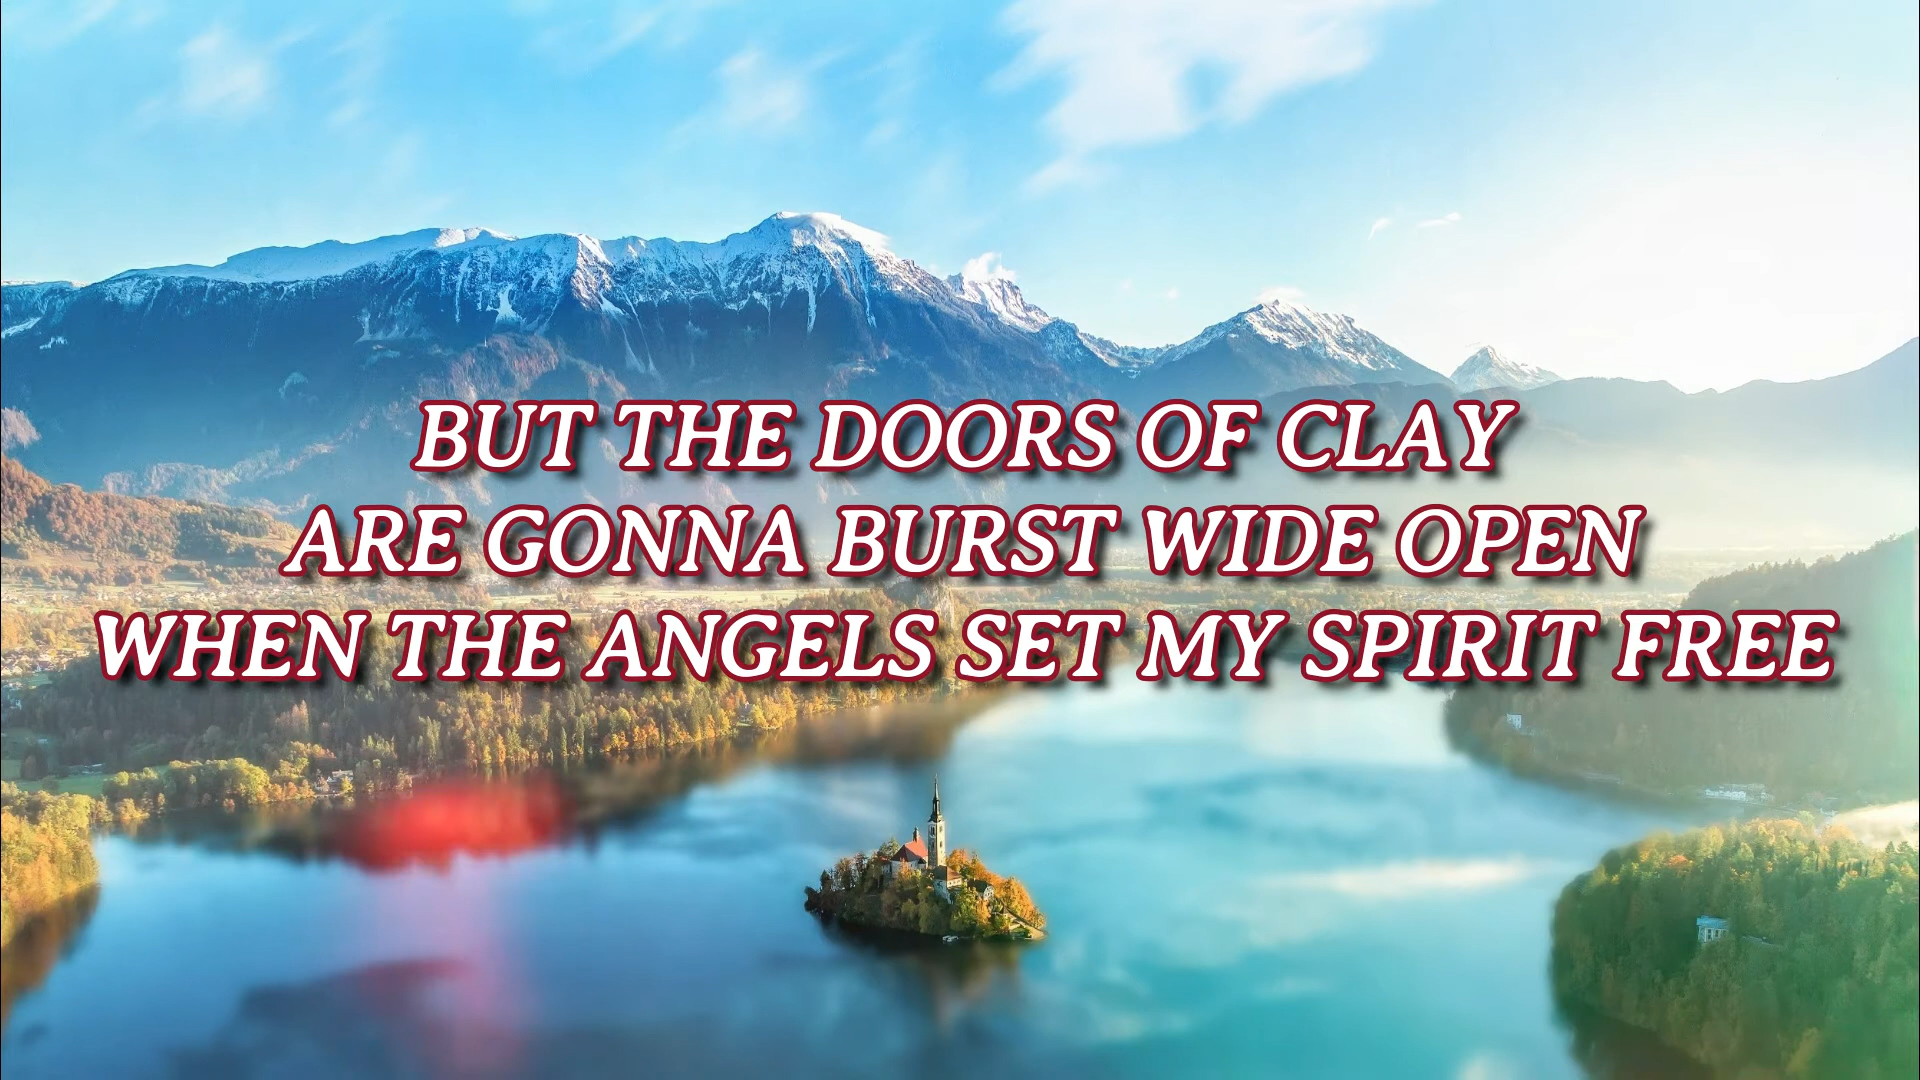 BUT THE DOORS OF CLAY
ARE GONNA BURST WIDE OPEN
WHEN THE ANGELS SET MY SPIRIT FREE